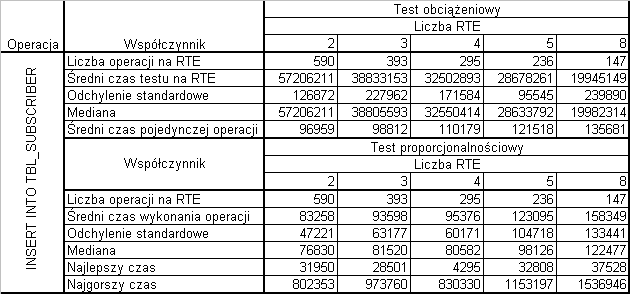 Test obciążeniowy
Liczba RTE
Operacja Współczynnik 2 3 4 5 8
INSERT INTO TBL_SUBSCRIBER
Liczba operacji na RTE 590 393 295 236 147
Średni czas testu na RTE 57206211 38833153 32502893 28678261 19945149
Odchylenie standardowe 126872 227962 171584 95545 239890
Mediana 57206211 38805593 32550414 28633792 19982314
Średni czas pojedynczej operacji 96959 98812 110179 121518 135681
Test proporcjonalnościowy
Współczynnik Liczba RTE
2 3 4 5 8
Liczba operacji na RTE 590 393 295 236 147
Średni czas wykonania operacji 83258 93598 95376 123095 158349
Odchylenie standardowe 47221 63177 60171 104718 133441
Mediana 76830 81520 80582 98126 122477
Najlepszy czas 31950 28501 4295 32808 37528
Najgorszy czas 802353 973760 830330 1153197 1536946